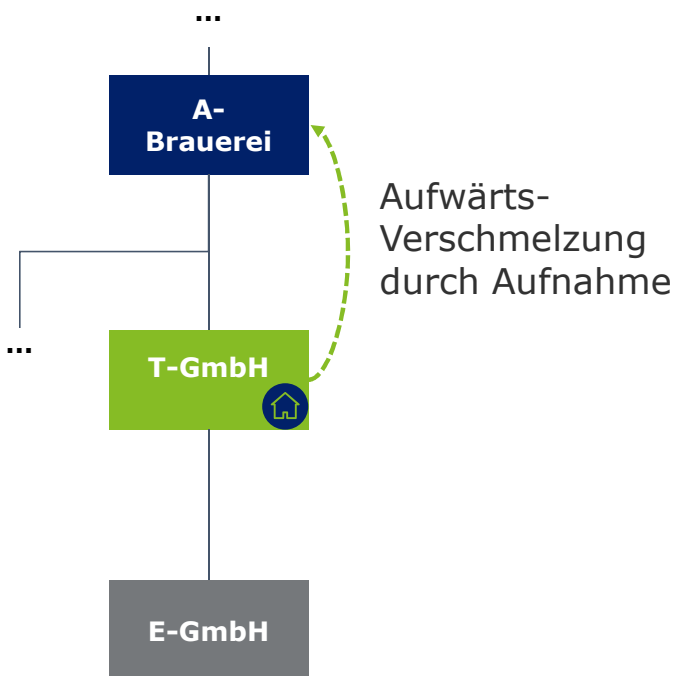 ...
A-
Brauerei
Aufwärts-
Verschmelzung
durch Aufnahme
...
T-GmbH
E-GmbH